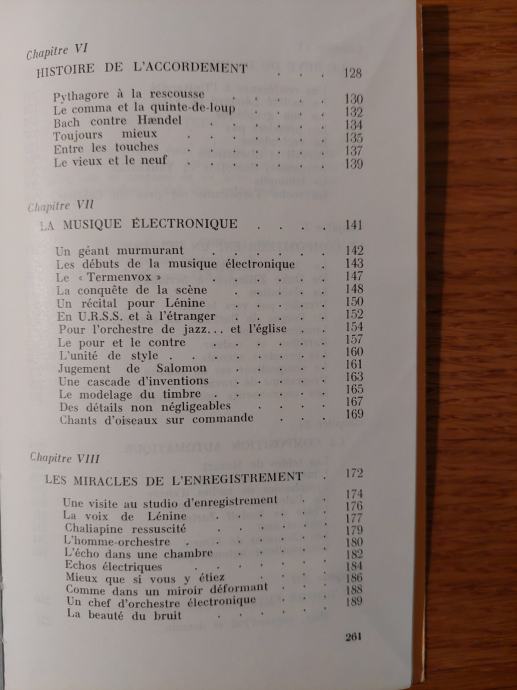 Chapitre VI
HISTOIRE DE L'ACCORDEMENT . . . 128
Pythagore à la rescousse . . . . . 130
Le comma et la quinte-de-loup . . . . 132
Bach contre Hændel . . . . . . 134
Toujours mieux . . . . . . . 135
Entre les touches . . . . . . . 137
Le vieux et le neuf . . . . . . 139
Chapitre VII
LA MUSIQUE ÉLECTRONIQUE . . . . 141
Un géant murmurant . . . . . . 142
Les débuts de la musique électronique . 143
Le « Termenvox » . . . . . . 147
La conquête de la scène . . . . . 148
Un récital pour Lénine . . . . . 150
En U.R.S.S. et à l'étranger . . . . . 152
Pour l'orchestre de jazz... et l'église . . 154
Le pour et le contre . . . . . . 157
L'unité de style . . . . . . . 160
Jugement de Salomon . . . . . 161
Une cascade d'inventions . . . . . 163
Le modelage du timbre . . . . . . 165
Des détails non négligeables . . . . 167
Chants d'oiseaux sur commande . . . 169
Chapitre VIII
LES MIRACLES DE L'ENREGISTREMENT . 172
Une visite au studio d'enregistrement . . 174
La voix de Lénine . . . . . . 176
Chaliapine ressuscité . . . . . . 177
L'homme-orchestre . . . . . . . 179
L'écho dans une chambre . . . . . 180
Echos électriques . . . . . . . 182
Mieux que si vous y étiez . . . . 184
Comme dans un miroir déformant . . . 186
Un chef d'orchestre électronique . . . 188
La beauté du bruit . . . . . . 189
261